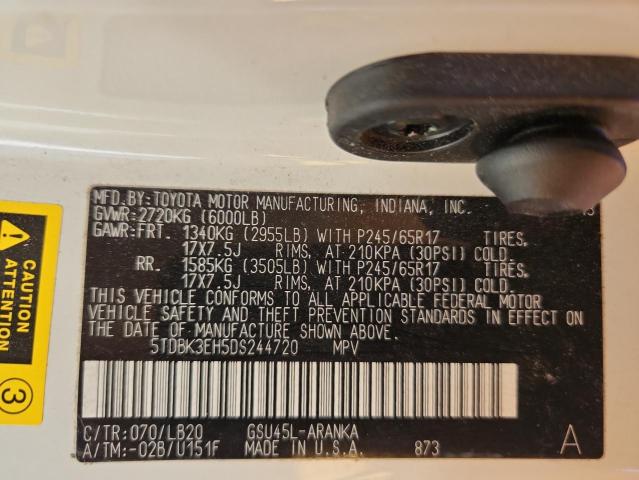 MFD.BY:TOYOTA MOTOR MANUFACTURING, INDIANA, INC.
GVWR:2720KG (6000LB)
GAWR:FRT. 1340KG (2955LB) WITH P245/65R17 TIRES,
17X7.5J RIMS, AT 210KPA (30PSI) COLD.
RR. 1585KG (3505LB) WITH P245/65R17 TIRES,
17X7.5J RIMS, AT 210KPA (30PSI) COLD.
THIS VEHICLE CONFORMS TO ALL APPLICABLE FEDERAL MOTOR
VEHICLE SAFETY AND THEFT PREVENTION STANDARDS IN EFFECT ON
DATE OF MANUFACTURE SHOWN ABOVE.
5TDBK3EH5DS244720 MPV
C/TR:070/LB20 GSU45L-ARANKA
A/TM:-02B/U151F MADE IN U.S.A. 873 A
CAUTION
ATTENTION
3